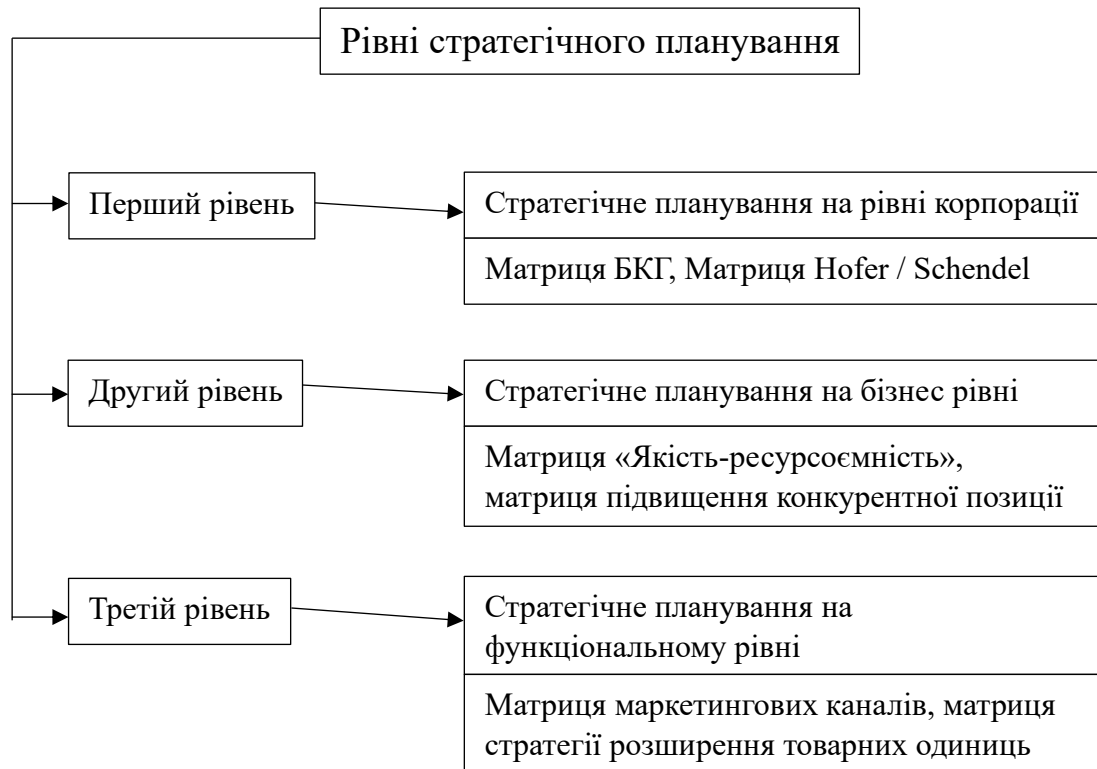 Рівні стратегічного планування
Перший рівень
Стратегічне планування на рівні корпорації
Матриця БКГ, Матриця Hofer / Schendel
Другий рівень
Стратегічне планування на бізнес рівні
Матриця «Якість-ресурсоємність»,
матриця підвищення конкурентної позиції
Третій рівень
Стратегічне планування на
функціональному рівні
Матриця маркетингових каналів, матриця
стратегії розширення товарних одиниць